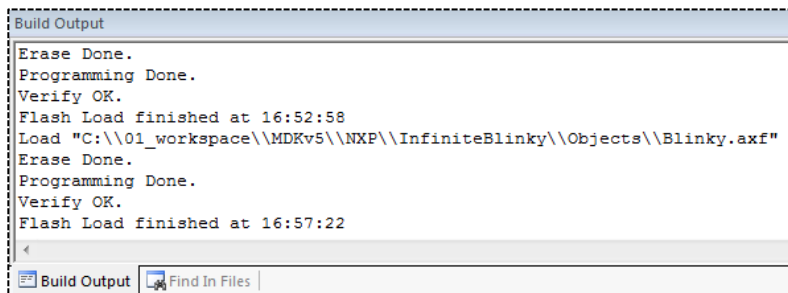 Build Output
Erase Done.
Programming Done.
Verify OK.
Flash Load finished at 16:52:58
Load "C:\\01_workspace\\MDKv5\\NXP\\InfiniteBlinky\\Objects\\Blinky.axf"
Erase Done.
Programming Done.
Verify OK.
Flash Load finished at 16:57:22
Build Output Find In Files